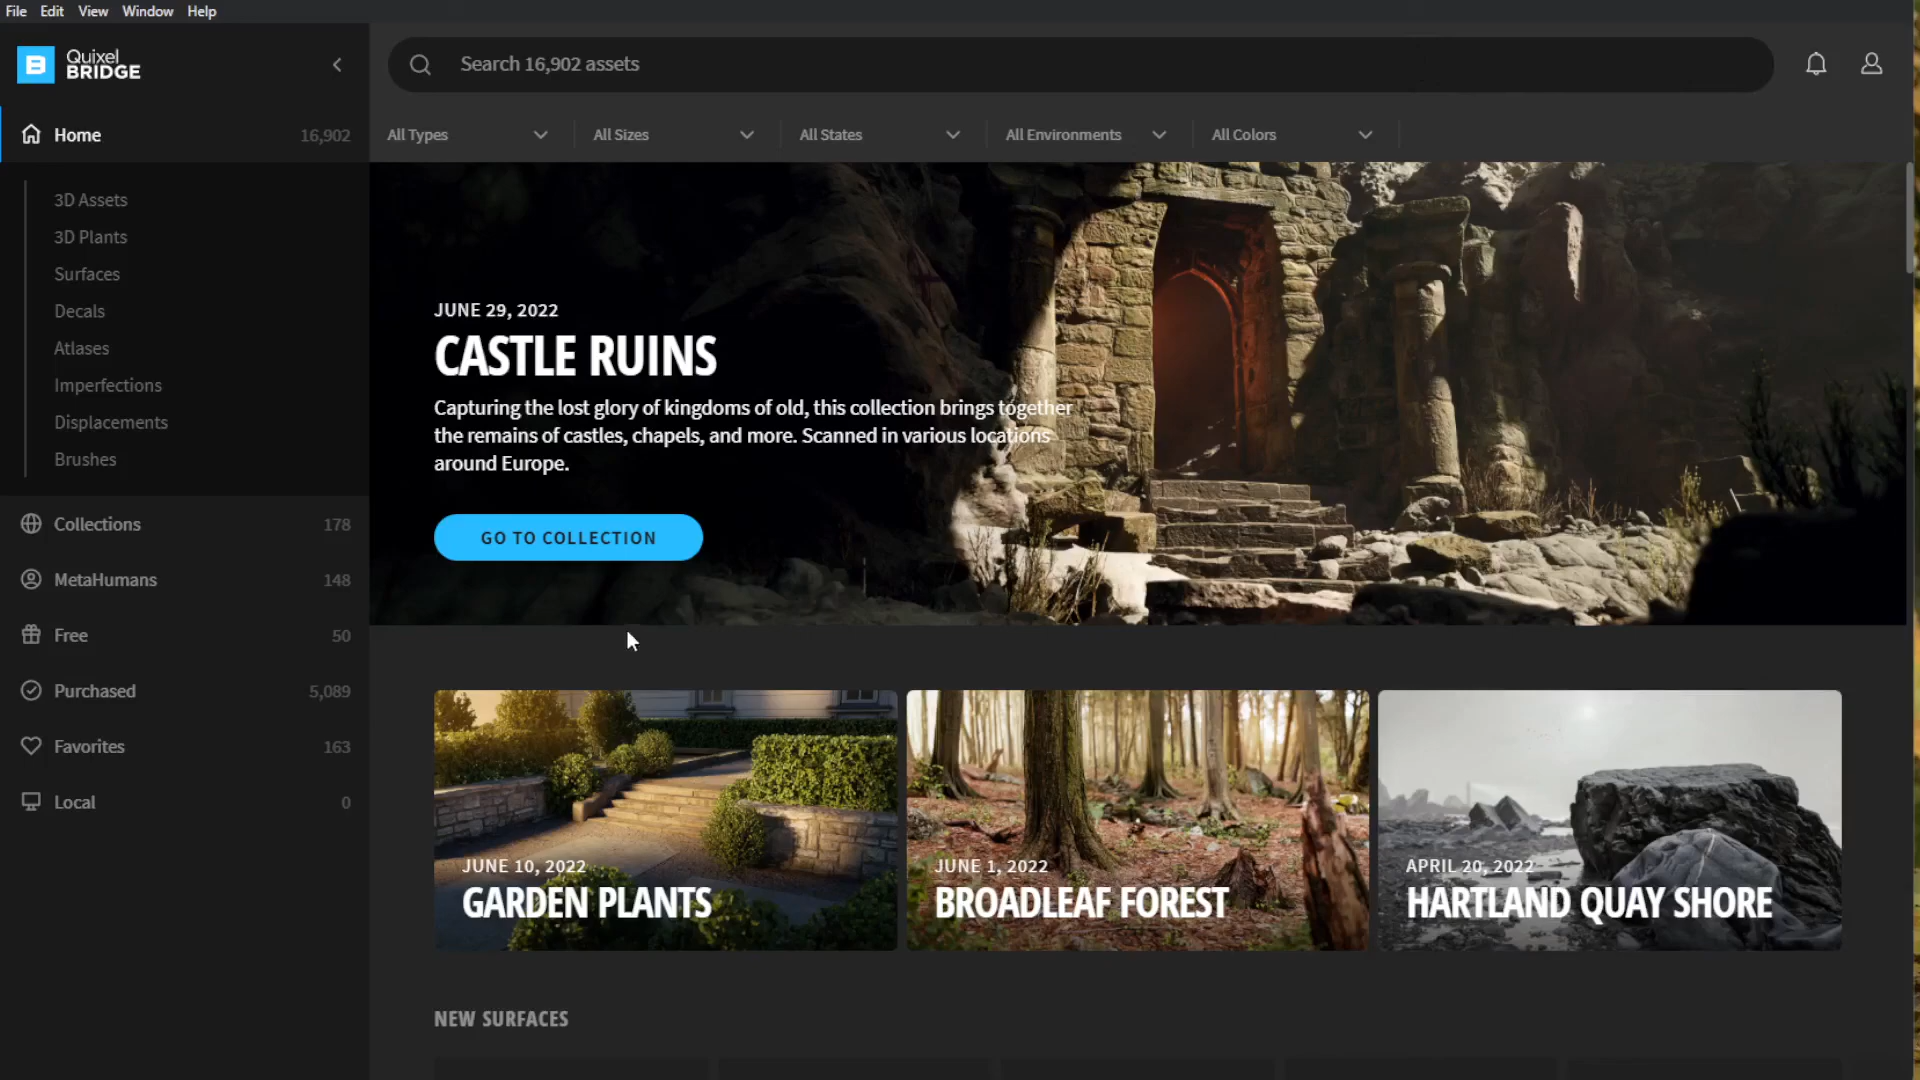 File Edit View Window Help
Quixel
BRIDGE
Search 16,902 assets
Home 16,902
All Types All Sizes All States All Environments All Colors
3D Assets
3D Plants
Surfaces
Decals
Atlases
Imperfections
Displacements
Brushes
Collections 178
MetaHumans 148
Free 50
Purchased 5,089
Favorites 163
Local 0
JUNE 29, 2022
CASTLE RUINS
Capturing the lost glory of kingdoms of old, this collection brings together
the remains of castles, chapels, and more. Scanned in various locations
around Europe.
GO TO COLLECTION
JUNE 10, 2022
GARDEN PLANTS
JUNE 1, 2022
BROADLEAF FOREST
APRIL 20, 2022
HARTLAND QUAY SHORE
NEW SURFACES